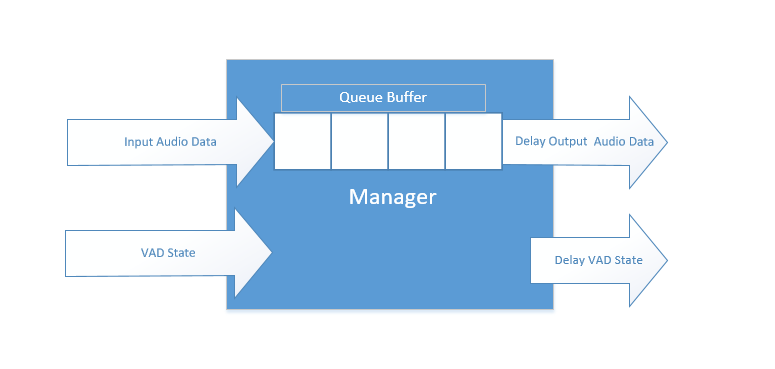 Queue Buffer
Input Audio Data
Delay Output  Audio Data
Manager
VAD State
Delay VAD State